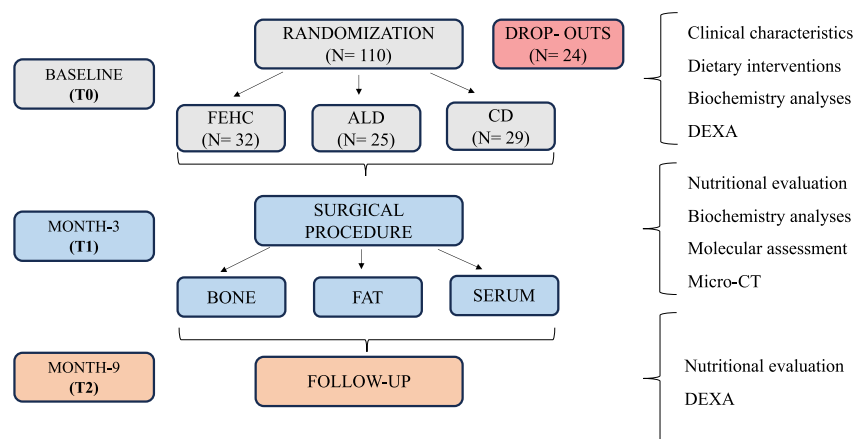 RANDOMIZATION
(N= 110)
DROP- OUTS
(N= 24)
BASELINE
(T0)
FEHC
(N= 32)
ALD
(N= 25)
CD
(N= 29)
Clinical characteristics
Dietary interventions
Biochemistry analyses
DEXA
MONTH-3
(T1)
SURGICAL
PROCEDURE
BONE
FAT
SERUM
Nutritional evaluation
Biochemistry analyses
Molecular assessment
Micro-CT
MONTH-9
(T2)
FOLLOW-UP
Nutritional evaluation
DEXA